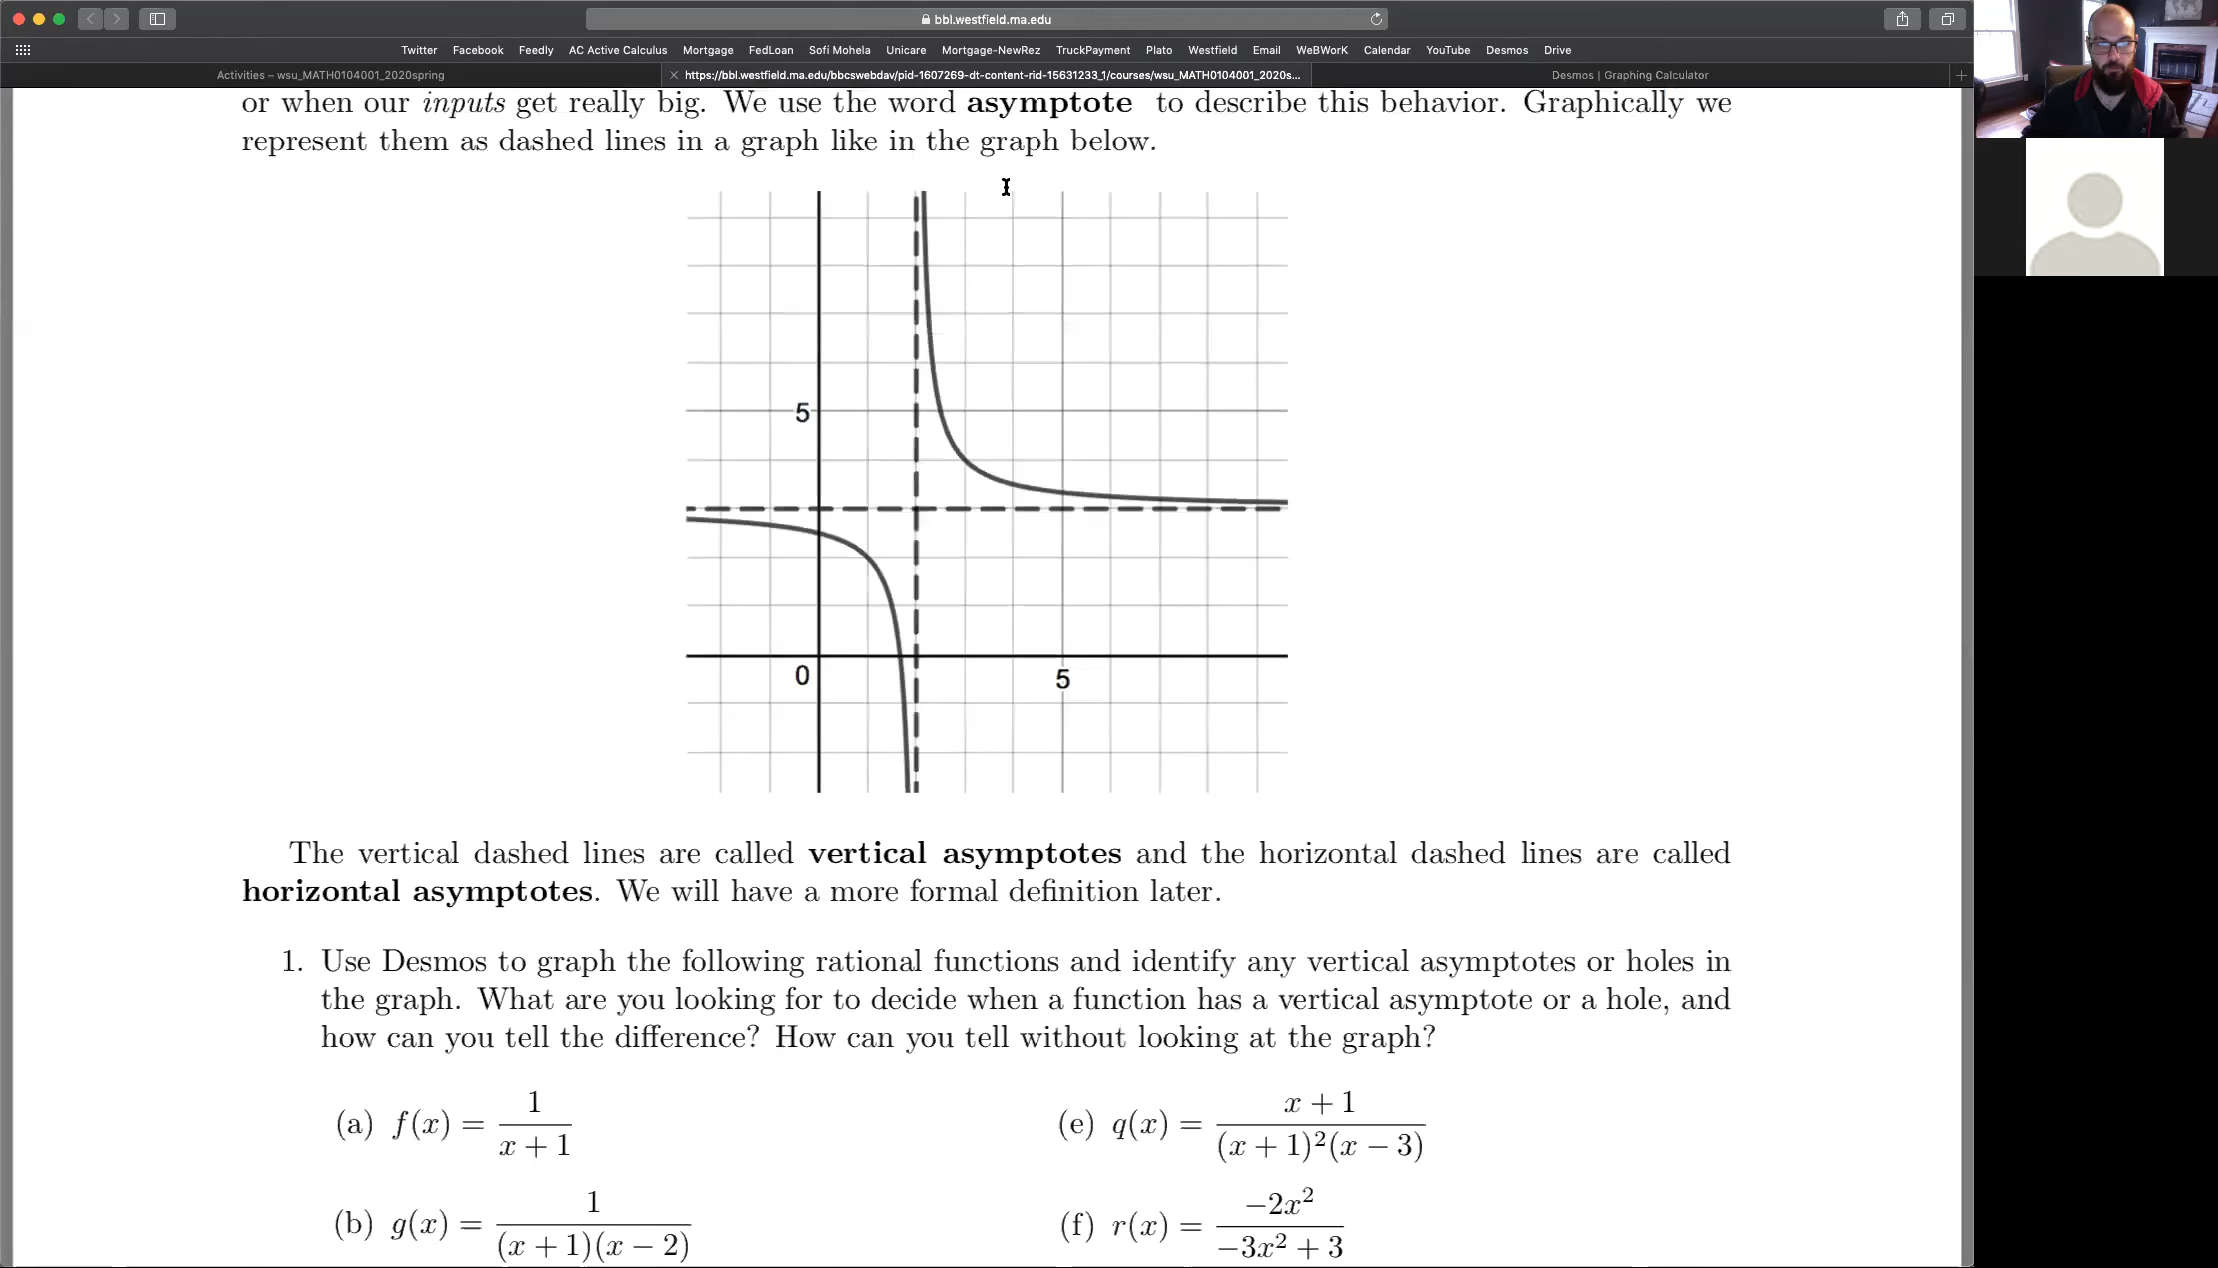 bbl.westfield.ma.edu
Twitter Facebook Feedly AC Active Calculus Mortgage FedLoan Sofi Mohela Unicare Mortgage-NewRez TruckPayment Plato Westfield Email WeBWorK Calendar YouTube Desmos Drive
Activities – wsu_MATH0104001_2020spring
https://bbl.westfield.ma.edu/bbcswebdav/pid-1607269-dt-content-rid-15631233_1/courses/wsu_MATH0104001_2020s...
Desmos | Graphing Calculator
or when our inputs get really big. We use the word asymptote to describe this behavior. Graphically we
represent them as dashed lines in a graph like in the graph below.
5
0
5
The vertical dashed lines are called vertical asymptotes and the horizontal dashed lines are called
horizontal asymptotes. We will have a more formal definition later.
1. Use Desmos to graph the following rational functions and identify any vertical asymptotes or holes in
the graph. What are you looking for to decide when a function has a vertical asymptote or a hole, and
how can you tell the difference? How can you tell without looking at the graph?
(a) f(x) = 1 / (x + 1)
(e) q(x) = (x + 1) / ((x + 1)²(x − 3))
(b) g(x) = 1 / ((x + 1)(x − 2))
(f) r(x) = −2x² / (−3x² + 3)